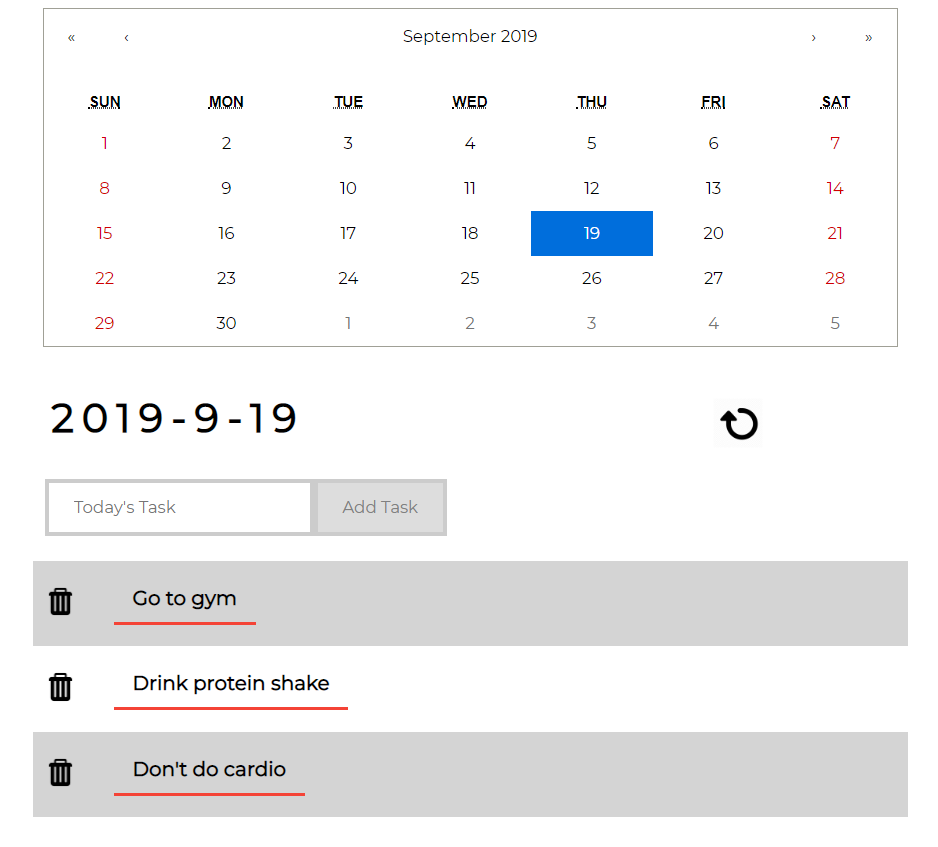 « ‹ September 2019 › »
SUN MON TUE WED THU FRI SAT
1 2 3 4 5 6 7
8 9 10 11 12 13 14
15 16 17 18 19 20 21
22 23 24 25 26 27 28
29 30 1 2 3 4 5
2019-9-19
Today's Task Add Task
Go to gym
Drink protein shake
Don't do cardio